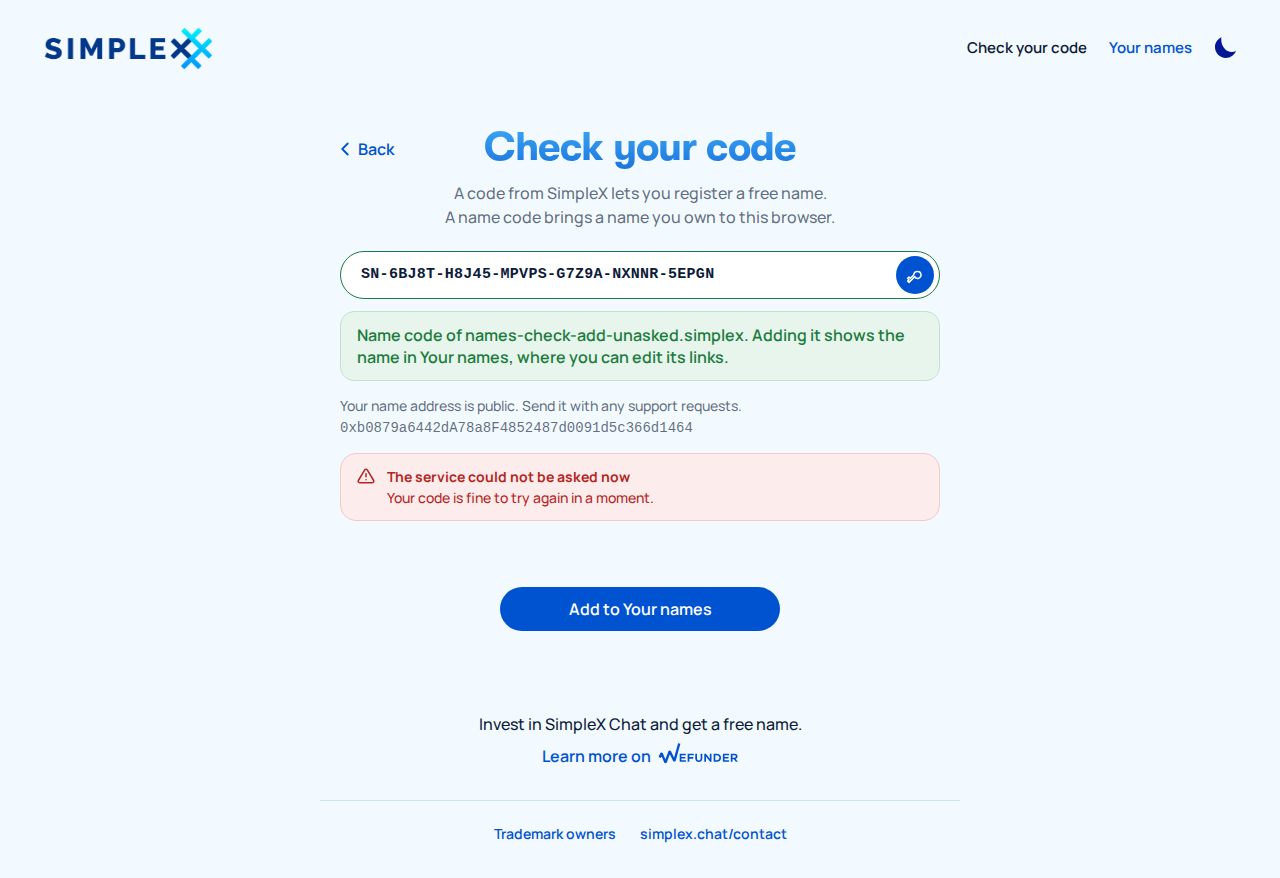 SIMPLEX
Check your code
Your names
Back
Check your code
A code from SimpleX lets you register a free name.
A name code brings a name you own to this browser.
SN-6BJ8T-H8J45-MPVPS-G7Z9A-NXNNR-5EPGN
Name code of names-check-add-unasked.simplex. Adding it shows the
name in Your names, where you can edit its links.
Your name address is public. Send it with any support requests.
0xb0879a6442dA78a8F4852487d0091d5c366d1464
The service could not be asked now
Your code is fine to try again in a moment.
Add to Your names
Invest in SimpleX Chat and get a free name.
Learn more on WEFUNDER
Trademark owners
simplex.chat/contact